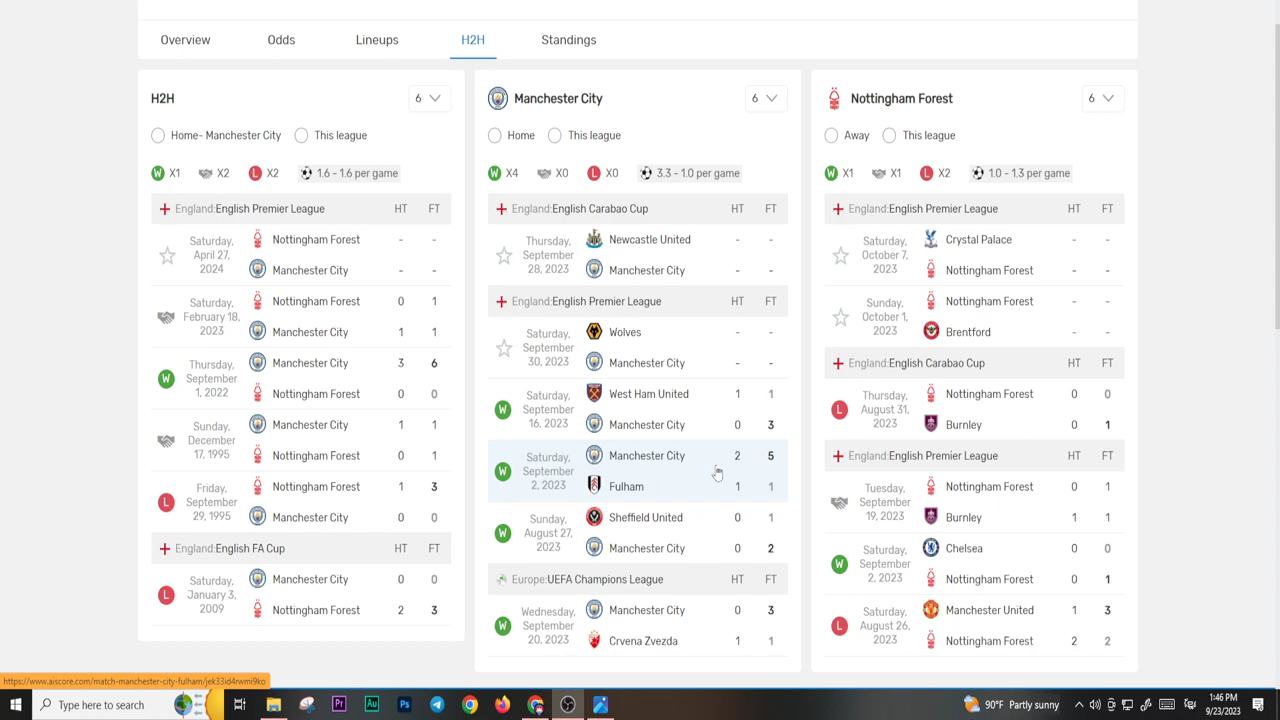 Overview Odds Lineups H2H Standings
H2H 6
Home- Manchester City This league
W X1 X2 L X2 1.6 - 1.6 per game
England:English Premier League HT FT
Saturday, April 27, 2024
Nottingham Forest - -
Manchester City - -
Saturday, February 18, 2023
Nottingham Forest 0 1
Manchester City 1 1
W Thursday, September 1, 2022
Manchester City 3 6
Nottingham Forest 0 0
Sunday, December 17, 1995
Manchester City 1 1
Nottingham Forest 0 1
L Friday, September 29, 1995
Nottingham Forest 1 3
Manchester City 0 0
England:English FA Cup HT FT
L Saturday, January 3, 2009
Manchester City 0 0
Nottingham Forest 2 3
Manchester City 6
Home This league
W X4 X0 L X0 3.3 - 1.0 per game
England:English Carabao Cup HT FT
Thursday, September 28, 2023
Newcastle United - -
Manchester City - -
England:English Premier League HT FT
Saturday, September 30, 2023
Wolves - -
Manchester City - -
W Saturday, September 16, 2023
West Ham United 1 1
Manchester City 0 3
W Saturday, September 2, 2023
Manchester City 2 5
Fulham 1 1
W Sunday, August 27, 2023
Sheffield United 0 1
Manchester City 0 2
Europe:UEFA Champions League HT FT
W Wednesday, September 20, 2023
Manchester City 0 3
Crvena Zvezda 1 1
Nottingham Forest 6
Away This league
W X1 X1 L X2 1.0 - 1.3 per game
England:English Premier League HT FT
Saturday, October 7, 2023
Crystal Palace - -
Nottingham Forest - -
Sunday, October 1, 2023
Nottingham Forest - -
Brentford - -
England:English Carabao Cup HT FT
L Thursday, August 31, 2023
Nottingham Forest 0 0
Burnley 0 1
England:English Premier League HT FT
Tuesday, September 19, 2023
Nottingham Forest 0 1
Burnley 1 1
W Saturday, September 2, 2023
Chelsea 0 0
Nottingham Forest 0 1
L Saturday, August 26, 2023
Manchester United 1 3
Nottingham Forest 2 2
https://www.aiscore.com/match-manchester-city-fulham/jek33id4rwmi9ko
Type here to search Pr Au Ps 90°F Partly sunny 1:46 PM
9/23/2023